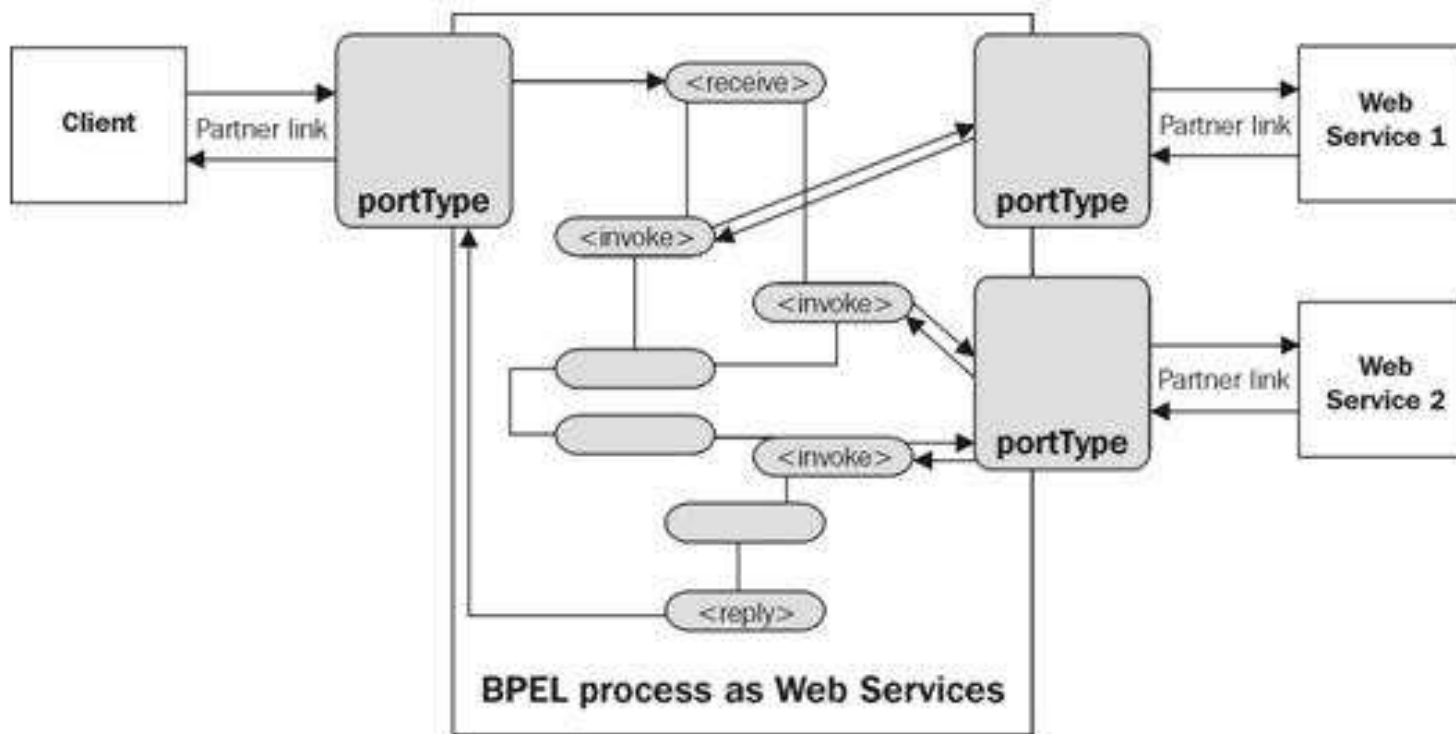 Client
Partner link
portType
<receive>
<invoke>
<invoke>
<invoke>
<reply>
portType
Partner link
Web
Service 1
portType
Partner link
Web
Service 2
BPEL process as Web Services